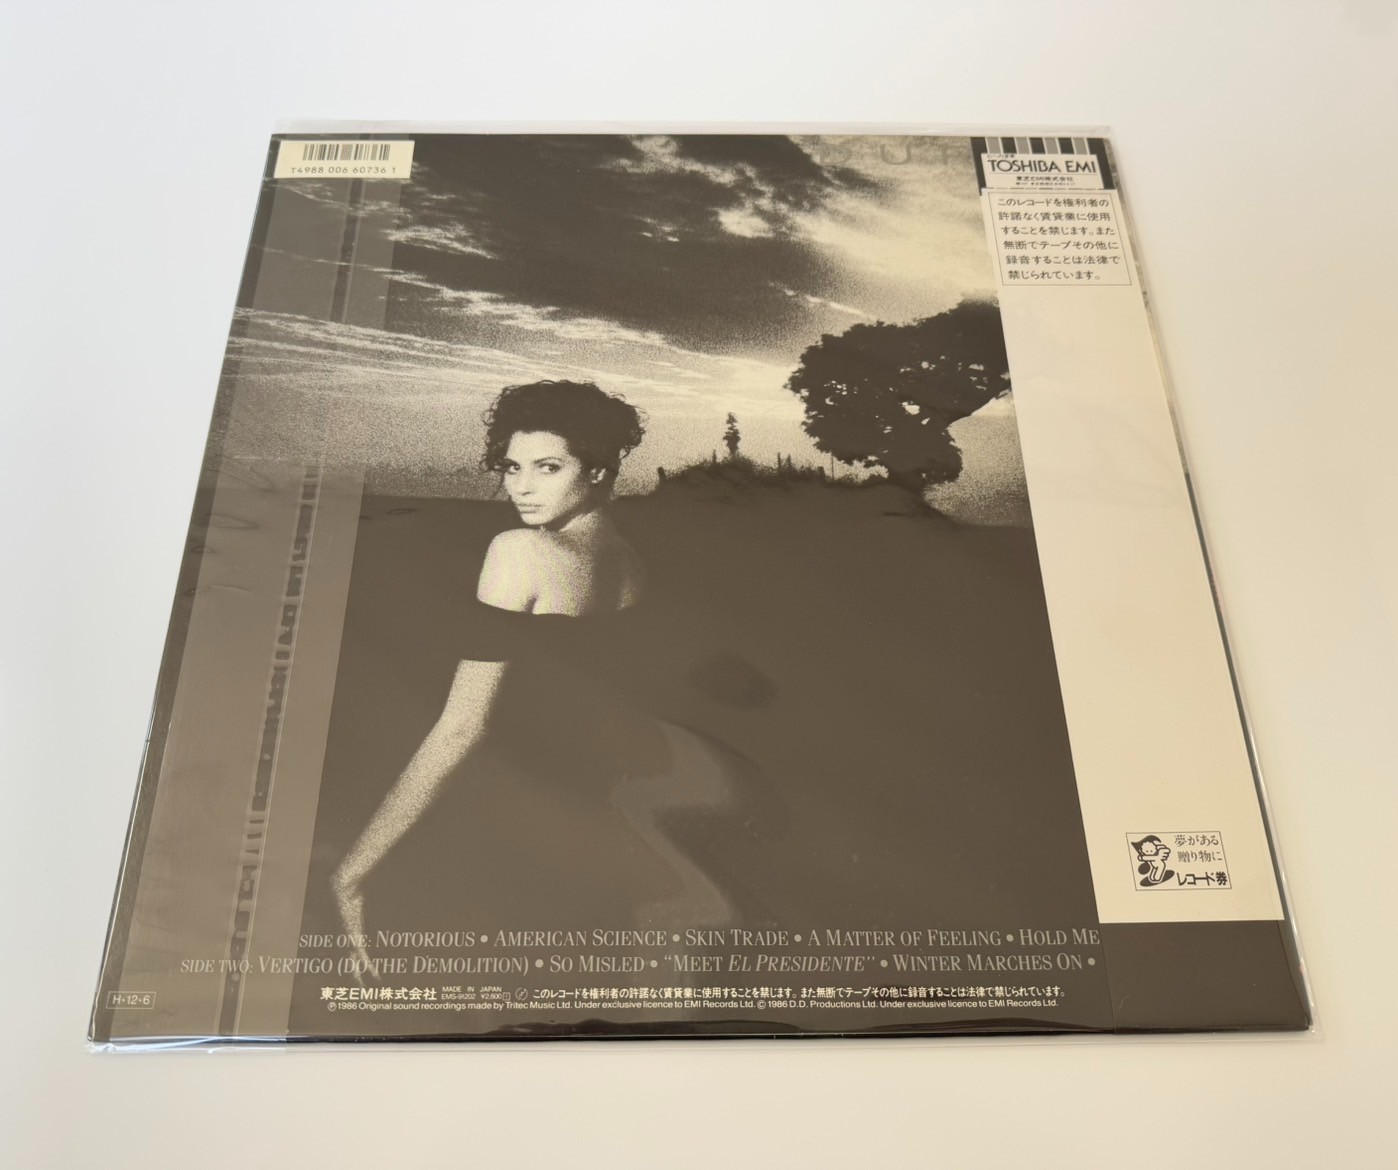 T4988 006 60736 1
DUR
TOSHIBA EMI
東芝EMI株式会社
このレコードを権利者の
許諾なく賃貸業に使用
することを禁じます。また
無断でテープその他に
録音することは法律で
禁じられています。
夢がある
贈り物に
レコード券
SIDE ONE: NOTORIOUS • AMERICAN SCIENCE • SKIN TRADE • A MATTER OF FEELING • HOLD ME
SIDE TWO: VERTIGO (DO THE DEMOLITION) • SO MISLED • "MEET EL PRESIDENTE" • WINTER MARCHES ON •
H·12·6
東芝EMI株式会社 MADE IN JAPAN EMS-91202 ¥2,800 このレコードを権利者の許諾なく賃貸業に使用することを禁じます。また無断でテープその他に録音することは法律で禁じられています。
Ⓟ1986 Original sound recordings made by Tritec Music Ltd. Under exclusive licence to EMI Records Ltd. © 1986 D.D. Productions Ltd. Under exclusive licence to EMI Records Ltd.